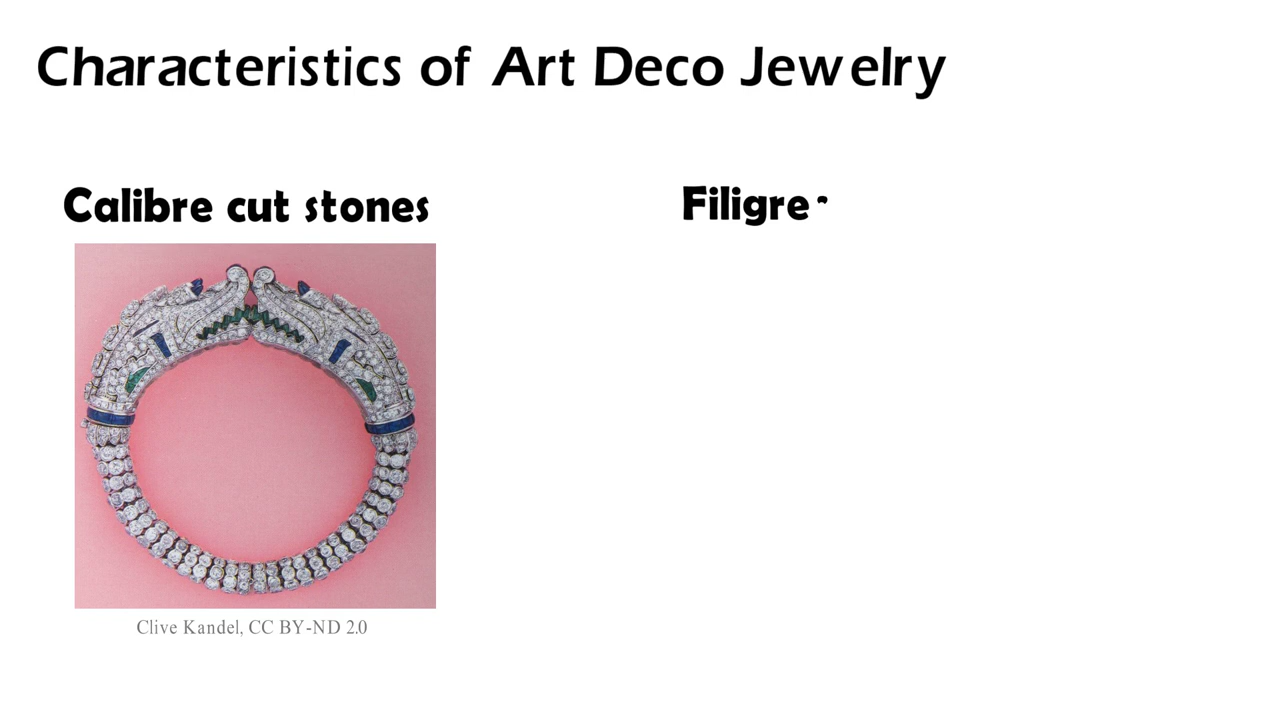 Characteristics of Art Deco Jewelry
Calibre cut stones
Filigre
Clive Kandel, CC BY-ND 2.0